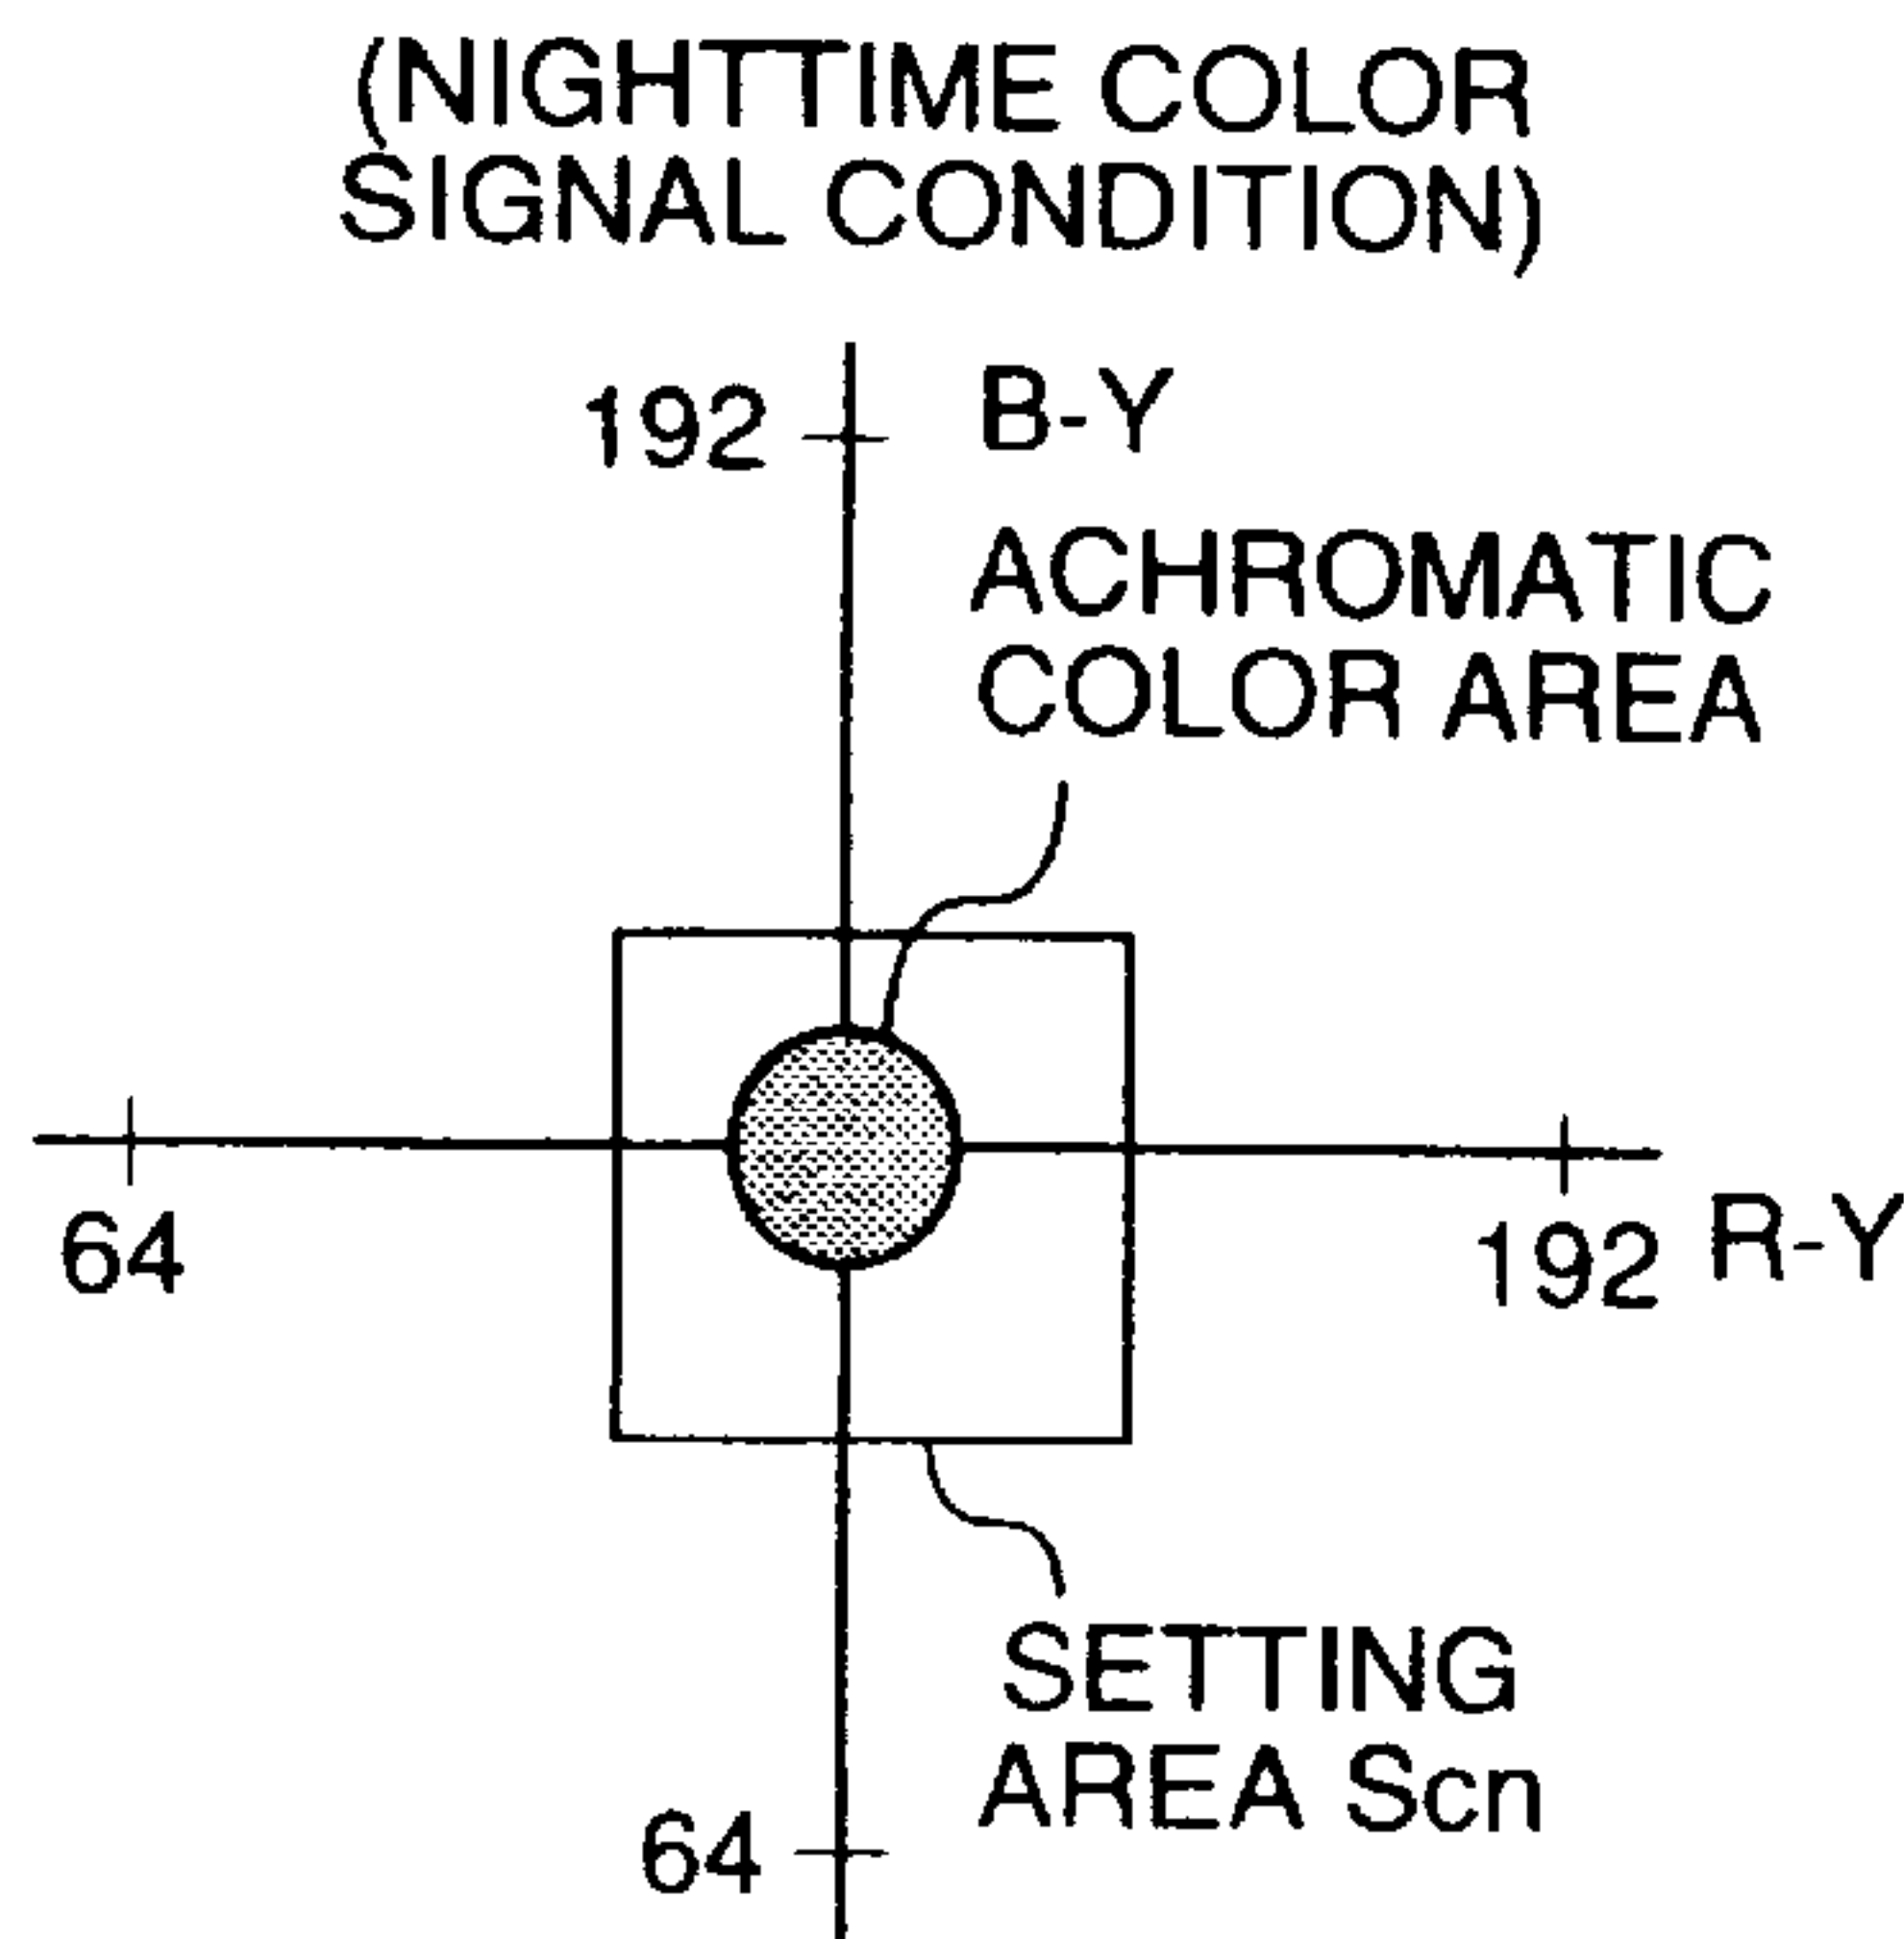 (NIGHTTIME COLOR
SIGNAL CONDITION)
192
B-Y
ACHROMATIC
COLOR AREA
64
192
R-Y
SETTING
AREA Scn
64